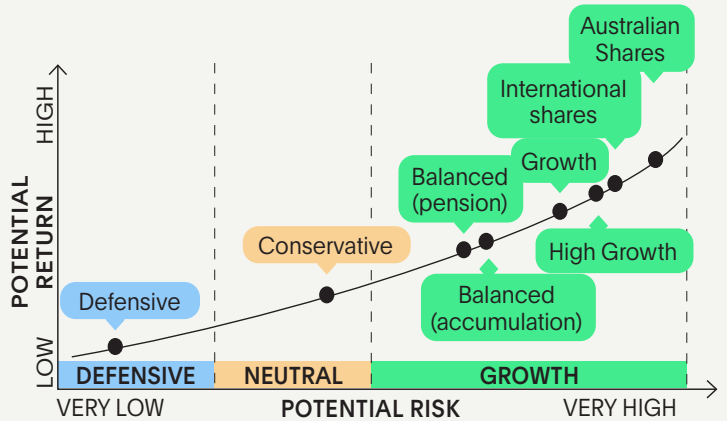 Australian
Shares
International
shares
Growth
Balanced
(pension)
Conservative
High Growth
Balanced
(accumulation)
Defensive
HIGH
POTENTIAL
RETURN
LOW
DEFENSIVE
NEUTRAL
GROWTH
VERY LOW
POTENTIAL RISK
VERY HIGH